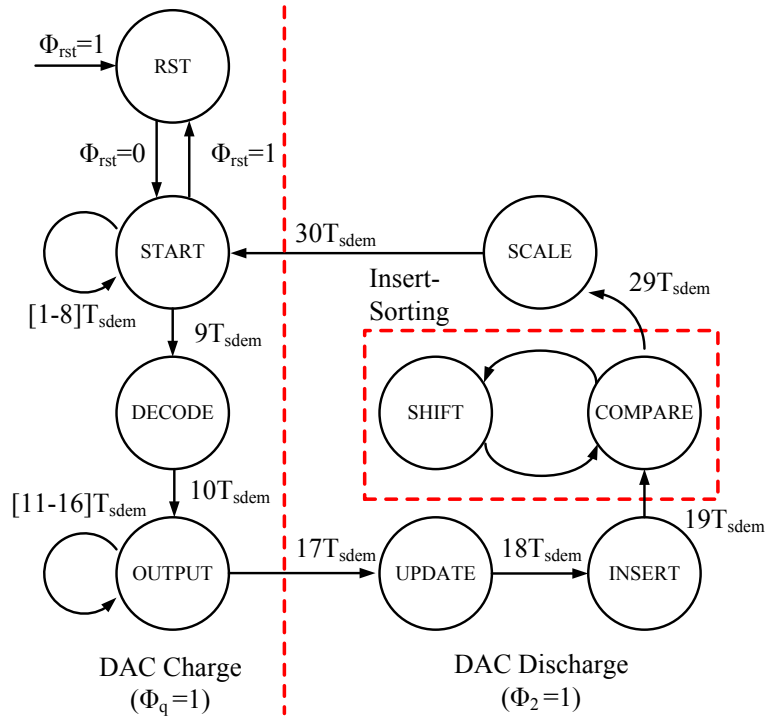 Φrst=1
RST
Φrst=0
Φrst=1
START
30Tsdem
SCALE
[1-8]Tsdem
Insert-
Sorting
29Tsdem
9Tsdem
DECODE
SHIFT
COMPARE
10Tsdem
[11-16]Tsdem
19Tsdem
OUTPUT
17Tsdem
UPDATE
18Tsdem
INSERT
DAC Charge
(Φq=1)
DAC Discharge
(Φ2=1)